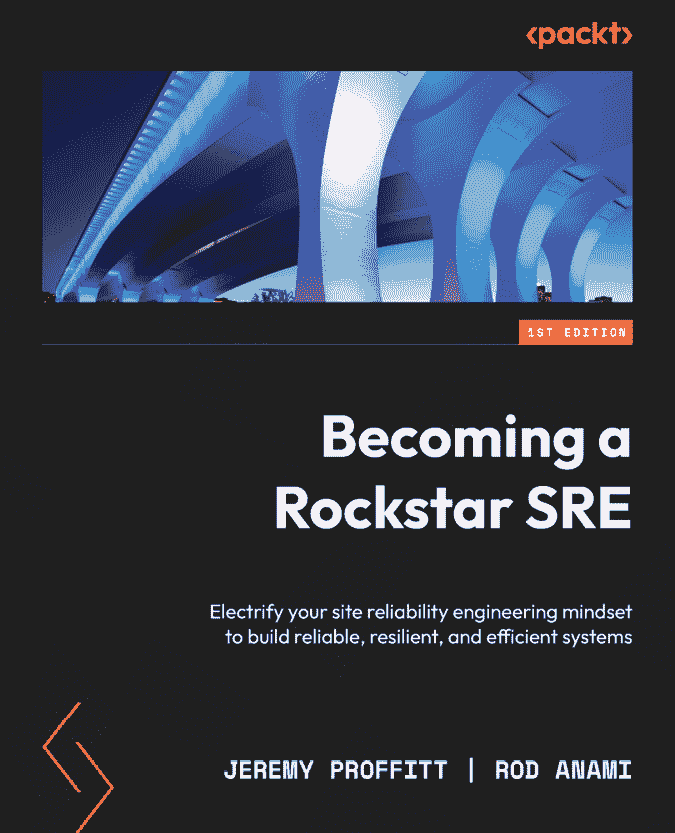 <packt>
1ST EDITION
Becoming a
Rockstar SRE
Electrify your site reliability engineering mindset
to build reliable, resilient, and efficient systems
JEREMY PROFFITT | ROD ANAMI